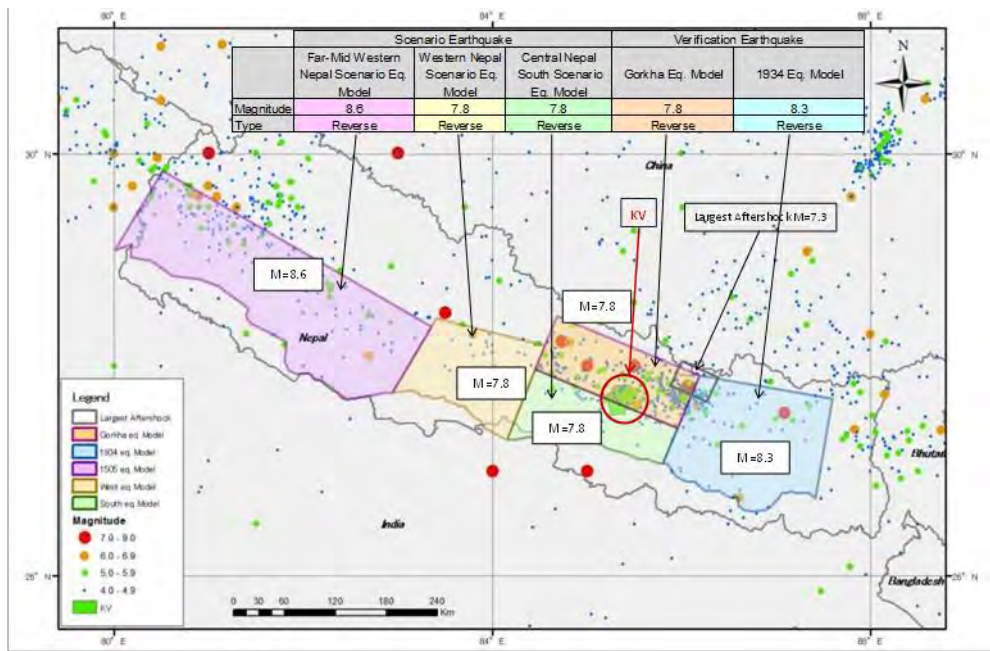 80° E
84° E
88° E
Scenario Earthquake
Verification Earthquake
Far-Mid Western
Nepal Scenario Eq.
Model
Western Nepal
Scenario Eq.
Model
Central Nepal
South Scenario
Eq. Model
Gorkha Eq. Model
1934 Eq. Model
Magnitude
8.6
7.8
7.8
7.8
8.3
Type
Reverse
Reverse
Reverse
Reverse
Reverse
N
30° N
30° N
China
KV
Largest Aftershock M=7.3
M=8.6
M=7.8
Nepal
M=7.8
M=7.8
M=8.3
Bhutan
India
Bangladesh
Legend
Largest Aftershock
Gorkha eq. Model
1934 eq. Model
1505 eq. Model
West eq. Model
South eq. Model
Magnitude
7.0 - 9.0
6.0 - 6.9
5.0 - 5.9
4.0 - 4.9
KV
0 30 60 120 180 240
Km
80° E
84° E
88° E